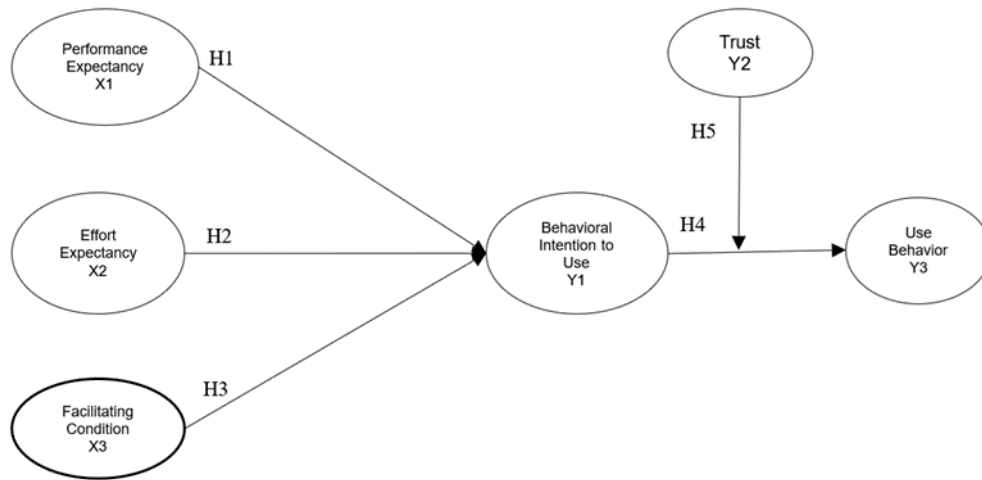 Performance
Expectancy
X1
H1
Trust
Y2
H5
Effort
Expectancy
X2
H2
Behavioral
Intention to
Use
Y1
H4
Use
Behavior
Y3
H3
Facilitating
Condition
X3